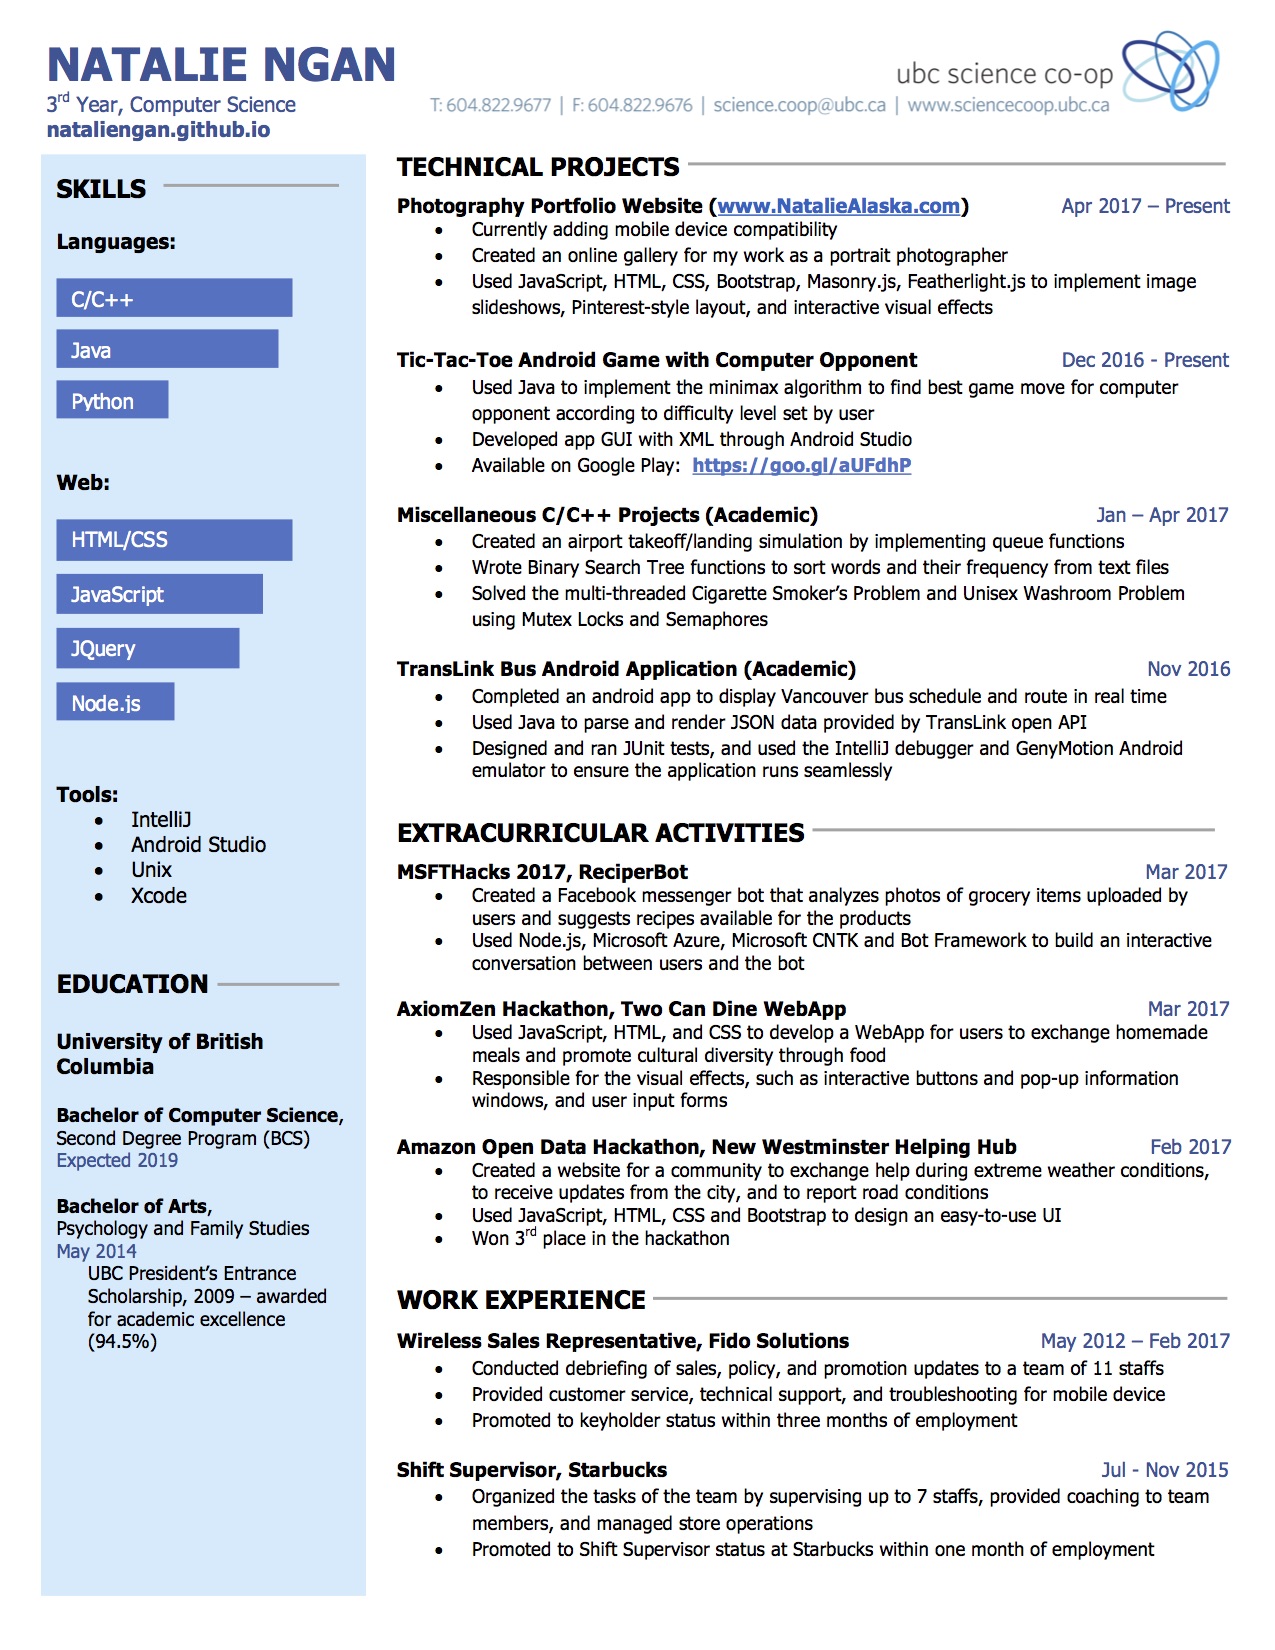 NATALIE NGAN
3rd Year, Computer Science
nataliengan.github.io
ubc science co-op
T: 604.822.9677 | F: 604.822.9676 | science.coop@ubc.ca | www.sciencecoop.ubc.ca
SKILLS
Languages:
C/C++
Java
Python
Web:
HTML/CSS
JavaScript
JQuery
Node.js
Tools:
• IntelliJ
• Android Studio
• Unix
• Xcode
EDUCATION
University of British
Columbia
Bachelor of Computer Science,
Second Degree Program (BCS)
Expected 2019
Bachelor of Arts,
Psychology and Family Studies
May 2014
UBC President's Entrance
Scholarship, 2009 – awarded
for academic excellence
(94.5%)
TECHNICAL PROJECTS
Photography Portfolio Website (www.NatalieAlaska.com) Apr 2017 – Present
• Currently adding mobile device compatibility
• Created an online gallery for my work as a portrait photographer
• Used JavaScript, HTML, CSS, Bootstrap, Masonry.js, Featherlight.js to implement image
slideshows, Pinterest-style layout, and interactive visual effects
Tic-Tac-Toe Android Game with Computer Opponent Dec 2016 - Present
• Used Java to implement the minimax algorithm to find best game move for computer
opponent according to difficulty level set by user
• Developed app GUI with XML through Android Studio
• Available on Google Play: https://goo.gl/aUFdhP
Miscellaneous C/C++ Projects (Academic) Jan – Apr 2017
• Created an airport takeoff/landing simulation by implementing queue functions
• Wrote Binary Search Tree functions to sort words and their frequency from text files
• Solved the multi-threaded Cigarette Smoker's Problem and Unisex Washroom Problem
using Mutex Locks and Semaphores
TransLink Bus Android Application (Academic) Nov 2016
• Completed an android app to display Vancouver bus schedule and route in real time
• Used Java to parse and render JSON data provided by TransLink open API
• Designed and ran JUnit tests, and used the IntelliJ debugger and GenyMotion Android
emulator to ensure the application runs seamlessly
EXTRACURRICULAR ACTIVITIES
MSFTHacks 2017, ReciperBot Mar 2017
• Created a Facebook messenger bot that analyzes photos of grocery items uploaded by
users and suggests recipes available for the products
• Used Node.js, Microsoft Azure, Microsoft CNTK and Bot Framework to build an interactive
conversation between users and the bot
AxiomZen Hackathon, Two Can Dine WebApp Mar 2017
• Used JavaScript, HTML, and CSS to develop a WebApp for users to exchange homemade
meals and promote cultural diversity through food
• Responsible for the visual effects, such as interactive buttons and pop-up information
windows, and user input forms
Amazon Open Data Hackathon, New Westminster Helping Hub Feb 2017
• Created a website for a community to exchange help during extreme weather conditions,
to receive updates from the city, and to report road conditions
• Used JavaScript, HTML, CSS and Bootstrap to design an easy-to-use UI
• Won 3rd place in the hackathon
WORK EXPERIENCE
Wireless Sales Representative, Fido Solutions May 2012 – Feb 2017
• Conducted debriefing of sales, policy, and promotion updates to a team of 11 staffs
• Provided customer service, technical support, and troubleshooting for mobile device
• Promoted to keyholder status within three months of employment
Shift Supervisor, Starbucks Jul - Nov 2015
• Organized the tasks of the team by supervising up to 7 staffs, provided coaching to team
members, and managed store operations
• Promoted to Shift Supervisor status at Starbucks within one month of employment